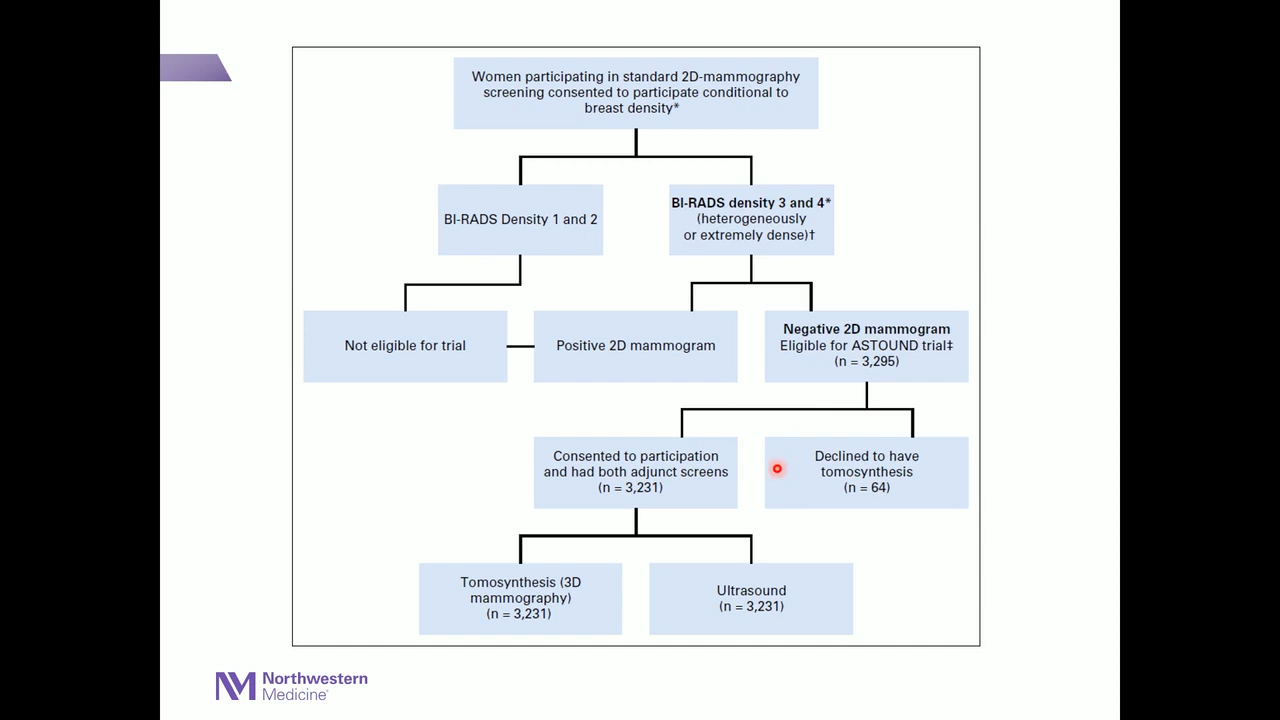 Women participating in standard 2D-mammography
screening consented to participate conditional to
breast density*
BI-RADS Density 1 and 2
BI-RADS density 3 and 4*
(heterogeneously
or extremely dense)†
Not eligible for trial
Positive 2D mammogram
Negative 2D mammogram
Eligible for ASTOUND trial‡
(n = 3,295)
Consented to participation
and had both adjunct screens
(n = 3,231)
Declined to have
tomosynthesis
(n = 64)
Tomosynthesis (3D
mammography)
(n = 3,231)
Ultrasound
(n = 3,231)
Northwestern
Medicine